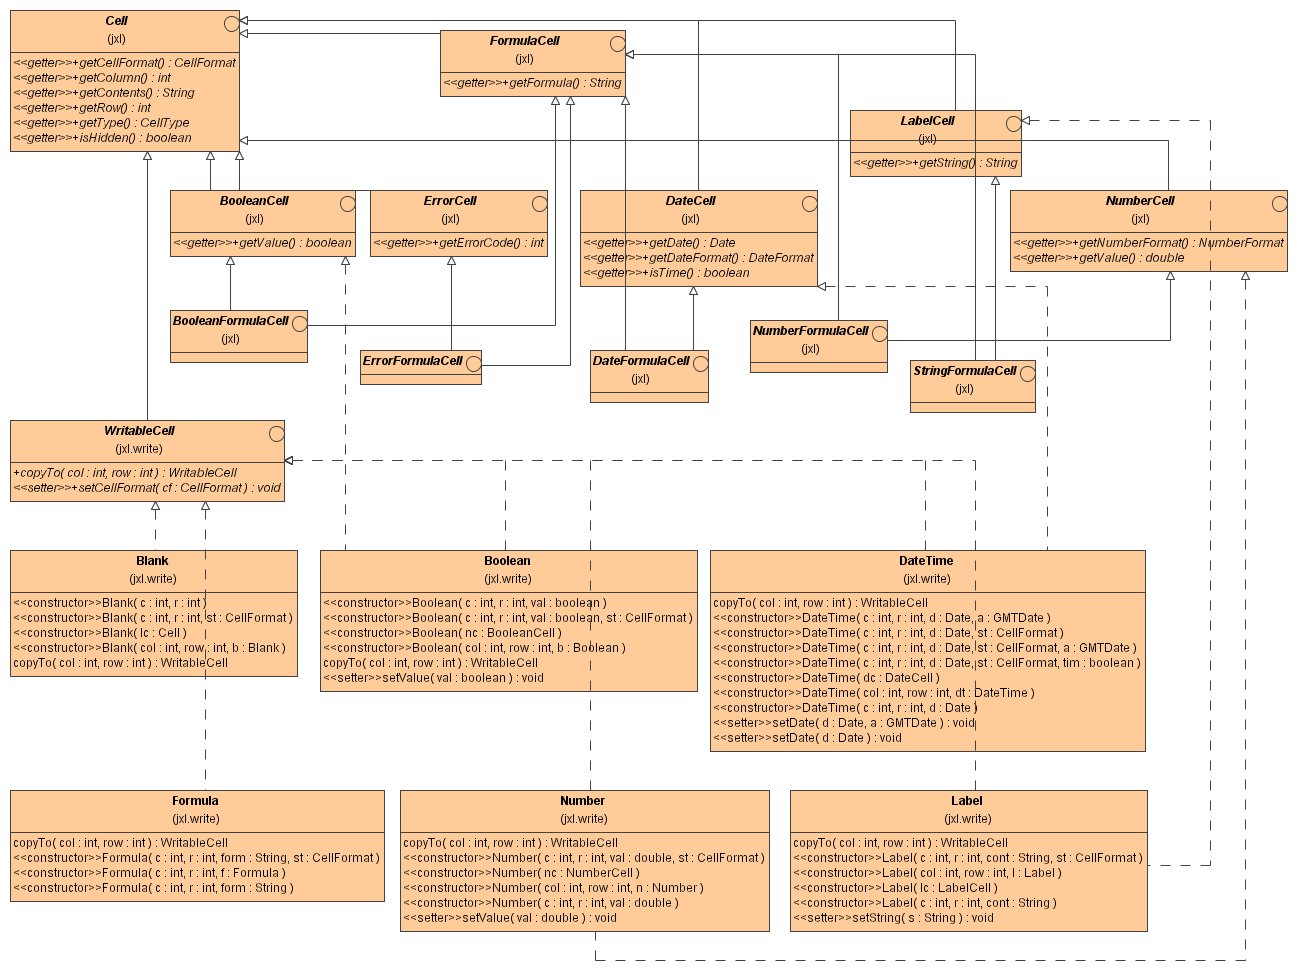 Cell
(jxl)
<<getter>>+getCellFormat() : CellFormat
<<getter>>+getColumn() : int
<<getter>>+getContents() : String
<<getter>>+getRow() : int
<<getter>>+getType() : CellType
<<getter>>+isHidden() : boolean
FormulaCell
(jxl)
<<getter>>+getFormula() : String
LabelCell
(jxl)
<<getter>>+getString() : String
BooleanCell
(jxl)
<<getter>>+getValue() : boolean
ErrorCell
(jxl)
<<getter>>+getErrorCode() : int
DateCell
(jxl)
<<getter>>+getDate() : Date
<<getter>>+getDateFormat() : DateFormat
<<getter>>+isTime() : boolean
NumberCell
(jxl)
<<getter>>+getNumberFormat() : NumberFormat
<<getter>>+getValue() : double
BooleanFormulaCell
(jxl)
ErrorFormulaCell
DateFormulaCell
(jxl)
NumberFormulaCell
(jxl)
StringFormulaCell
(jxl)
WritableCell
(jxl.write)
+copyTo( col : int, row : int ) : WritableCell
<<setter>>+setCellFormat( cf : CellFormat ) : void
Blank
(jxl.write)
<<constructor>>Blank( c : int, r : int )
<<constructor>>Blank( c : int, r : int, st : CellFormat )
<<constructor>>Blank( lc : Cell )
<<constructor>>Blank( col : int, row : int, b : Blank )
copyTo( col : int, row : int ) : WritableCell
Boolean
(jxl.write)
<<constructor>>Boolean( c : int, r : int, val : boolean )
<<constructor>>Boolean( c : int, r : int, val : boolean, st : CellFormat )
<<constructor>>Boolean( nc : BooleanCell )
<<constructor>>Boolean( col : int, row : int, b : Boolean )
copyTo( col : int, row : int ) : WritableCell
<<setter>>setValue( val : boolean ) : void
DateTime
(jxl.write)
copyTo( col : int, row : int ) : WritableCell
<<constructor>>DateTime( c : int, r : int, d : Date, a : GMTDate )
<<constructor>>DateTime( c : int, r : int, d : Date, st : CellFormat )
<<constructor>>DateTime( c : int, r : int, d : Date, st : CellFormat, a : GMTDate )
<<constructor>>DateTime( c : int, r : int, d : Date, st : CellFormat, tim : boolean )
<<constructor>>DateTime( dc : DateCell )
<<constructor>>DateTime( col : int, row : int, dt : DateTime )
<<constructor>>DateTime( c : int, r : int, d : Date )
<<setter>>setDate( d : Date, a : GMTDate ) : void
<<setter>>setDate( d : Date ) : void
Formula
(jxl.write)
copyTo( col : int, row : int ) : WritableCell
<<constructor>>Formula( c : int, r : int, form : String, st : CellFormat )
<<constructor>>Formula( c : int, r : int, f : Formula )
<<constructor>>Formula( c : int, r : int, form : String )
Number
(jxl.write)
copyTo( col : int, row : int ) : WritableCell
<<constructor>>Number( c : int, r : int, val : double, st : CellFormat )
<<constructor>>Number( nc : NumberCell )
<<constructor>>Number( col : int, row : int, n : Number )
<<constructor>>Number( c : int, r : int, val : double )
<<setter>>setValue( val : double ) : void
Label
(jxl.write)
copyTo( col : int, row : int ) : WritableCell
<<constructor>>Label( c : int, r : int, cont : String, st : CellFormat )
<<constructor>>Label( col : int, row : int, l : Label )
<<constructor>>Label( lc : LabelCell )
<<constructor>>Label( c : int, r : int, cont : String )
<<setter>>setString( s : String ) : void